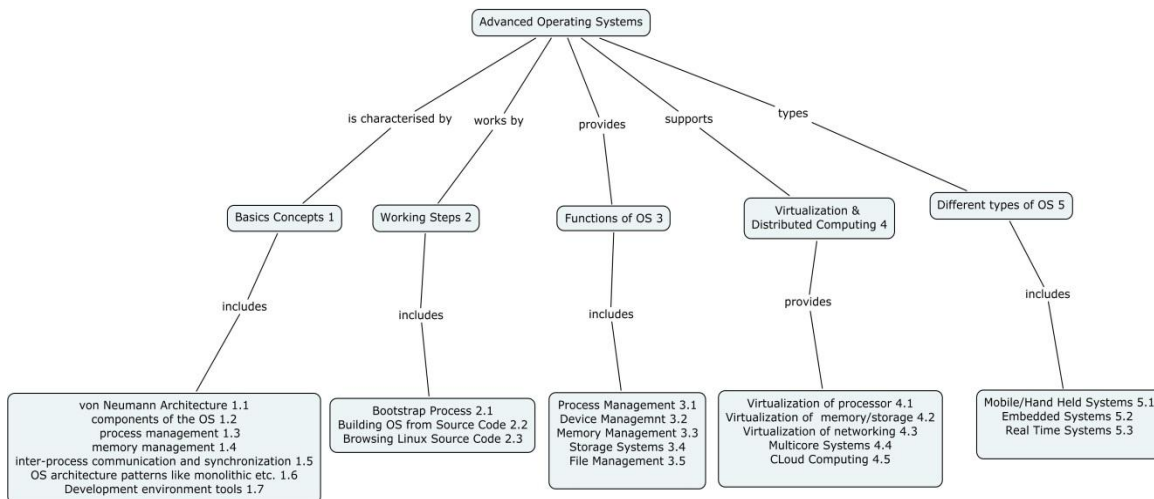 Advanced Operating Systems
is characterised by
works by
provides
supports
types
Basics Concepts 1
Working Steps 2
Functions of OS 3
Virtualization &
Distributed Computing 4
Different types of OS 5
includes
includes
includes
provides
includes
von Neumann Architecture 1.1
components of the OS 1.2
process management 1.3
memory management 1.4
inter-process communication and synchronization 1.5
OS architecture patterns like monolithic etc. 1.6
Development environment tools 1.7
Bootstrap Process 2.1
Building OS from Source Code 2.2
Browsing Linux Source Code 2.3
Process Management 3.1
Device Managemnt 3.2
Memory Management 3.3
Storage Systems 3.4
File Management 3.5
Virtualization of processor 4.1
Virtualization of memory/storage 4.2
Virtualization of networking 4.3
Multicore Systems 4.4
CLoud Computing 4.5
Mobile/Hand Held Systems 5.1
Embedded Systems 5.2
Real Time Systems 5.3